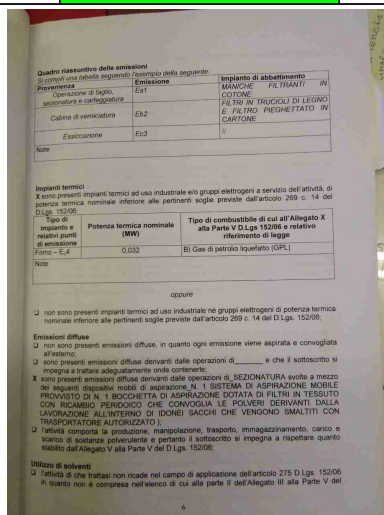 Quadro riassuntivo delle emissioni
Si compili una tabella seguendo l'esempio della seguente:
Provenienza Emissione Impianto di abbattimento
Operazione di taglio, sezionatura e carteggiatura Ea1 MANICHE FILTRANTI IN COTONE
Cabina di verniciatura Eb2 FILTRI IN TRUCIOLI DI LEGNO E FILTRO PIEGHETTATO IN CARTONE
Essiccazione Ec3 //
Note
Impianti termici
X sono presenti impianti termici ad uso industriale e/o gruppi elettrogeni a servizio dell'attività, di
potenza termica nominale inferiore alle pertinenti soglie previste dall'articolo 269 c. 14 del
D.Lgs. 152/06:
Tipo di impianto e relativi punti di emissione Potenza termica nominale (MW) Tipo di combustibile di cui all'Allegato X alla Parte V D.Lgs 152/06 e relativo riferimento di legge
Forno – E,4 0,032 B) Gas di petrolio liquefatto (GPL)
Note
oppure
❑ non sono presenti impianti termici ad uso industriale né gruppi elettrogeni di potenza termica
nominale inferiore alle pertinenti soglie previste dall'articolo 269 c. 14 del D.Lgs. 152/06;
Emissioni diffuse
❑ non sono presenti emissioni diffuse, in quanto ogni emissione viene aspirata e convogliata
all'esterno;
❑ sono presenti emissioni diffuse derivanti dalle operazioni di______ e che il sottoscritto si
impegna a trattare adeguatamente onde contenerle;
X sono presenti emissioni diffuse derivanti dalle operazioni di_SEZIONATURA svolte a mezzo
dei seguenti dispositivi mobili di aspirazione_N. 1 SISTEMA DI ASPIRAZIONE MOBILE
PROVVISTO DI N. 1 BOCCHETTA DI ASPIRAZIONE DOTATA DI FILTRI IN TESSUTO
CON RICAMBIO PERIODICO CHE CONVOGLIA LE POLVERI DERIVANTI DALLA
LAVORAZIONE ALL'INTERNO DI IDONEI SACCHI CHE VENGONO SMALTITI CON
TRASPORTATORE AUTORIZZATO );
❑ l'attività comporta la produzione, manipolazione, trasporto, immagazzinamento, carico e
scarico di sostanze polverulente e pertanto il sottoscritto si impegna a rispettare quanto
stabilito dall'Allegato V alla Parte V del D.Lgs. 152/06;
Utilizzo di solventi
❑ l'attività di che trattasi non ricade nel campo di applicazione dell'articolo 275 D.Lgs. 152/06
in quanto non è compresa nell'elenco di cui alla parte II dell'Allegato III alla Parte V del
6